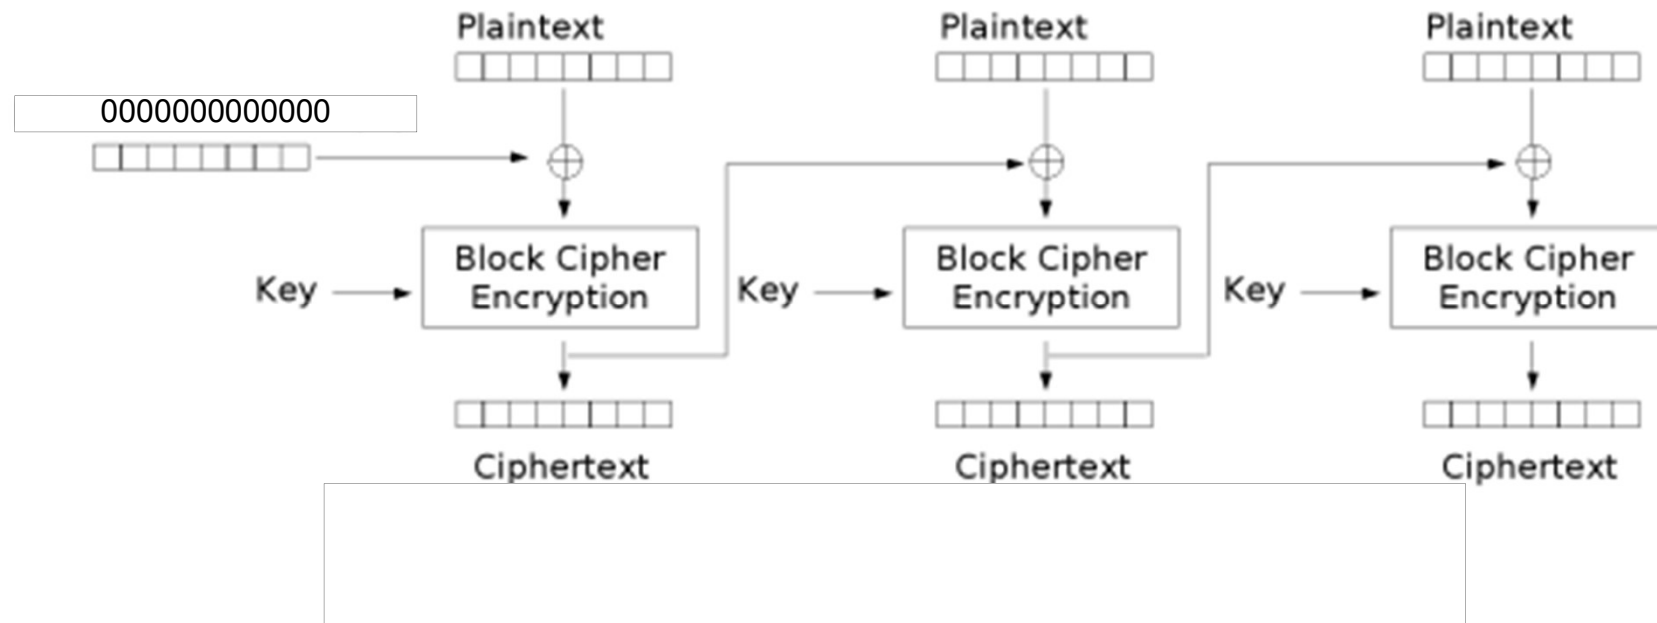 Plaintext
Plaintext
Plaintext
0000000000000
Key
Block Cipher
Encryption
Key
Block Cipher
Encryption
Key
Block Cipher
Encryption
Ciphertext
Ciphertext
Ciphertext